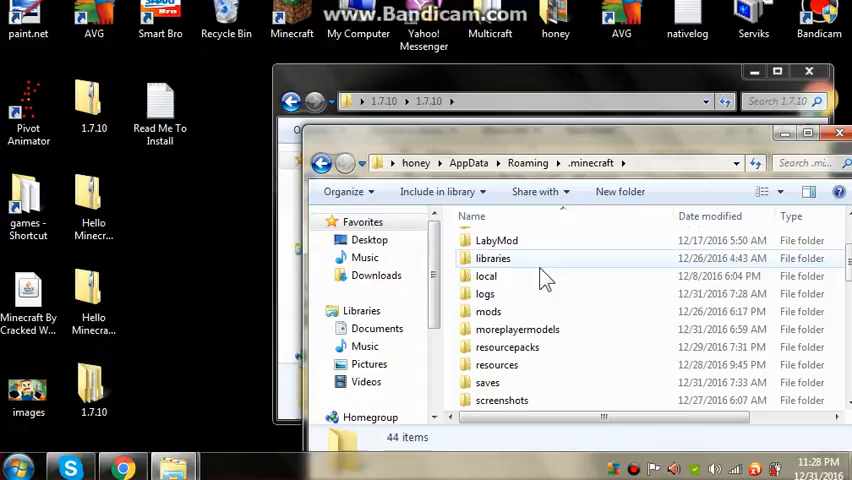 www.Bandicam.com
paint.net
AVG
Smart Bro
Recycle Bin
Minecraft
My Computer
Yahoo!
Messenger
Multicraft
honey
AVG
nativelog
Serviks
Bandicam
Pivot
Animator
1.7.10
Read Me To
Install
games -
Shortcut
Hello
Minecr...
Minecraft By
Cracked W...
Hello
Minecra...
images
1.7.10
1.7.10
1.7.10
Search 1.7.10
honey
AppData
Roaming
.minecraft
Search .mi...
Organize
Include in library
Share with
New folder
Name
Date modified
Type
Favorites
Desktop
Music
Downloads
Libraries
Documents
Music
Pictures
Videos
Homegroup
LabyMod 12/17/2016 5:50 AM File folder
libraries 12/26/2016 4:43 AM File folder
local 12/8/2016 6:04 PM File folder
logs 12/31/2016 7:28 AM File folder
mods 12/26/2016 6:17 PM File folder
moreplayermodels 12/31/2016 6:59 AM File folder
resourcepacks 12/29/2016 7:31 PM File folder
resources 12/28/2016 9:45 PM File folder
saves 12/31/2016 7:33 AM File folder
screenshots 12/27/2016 6:07 AM File folder
44 items
11:28 PM
12/31/2016